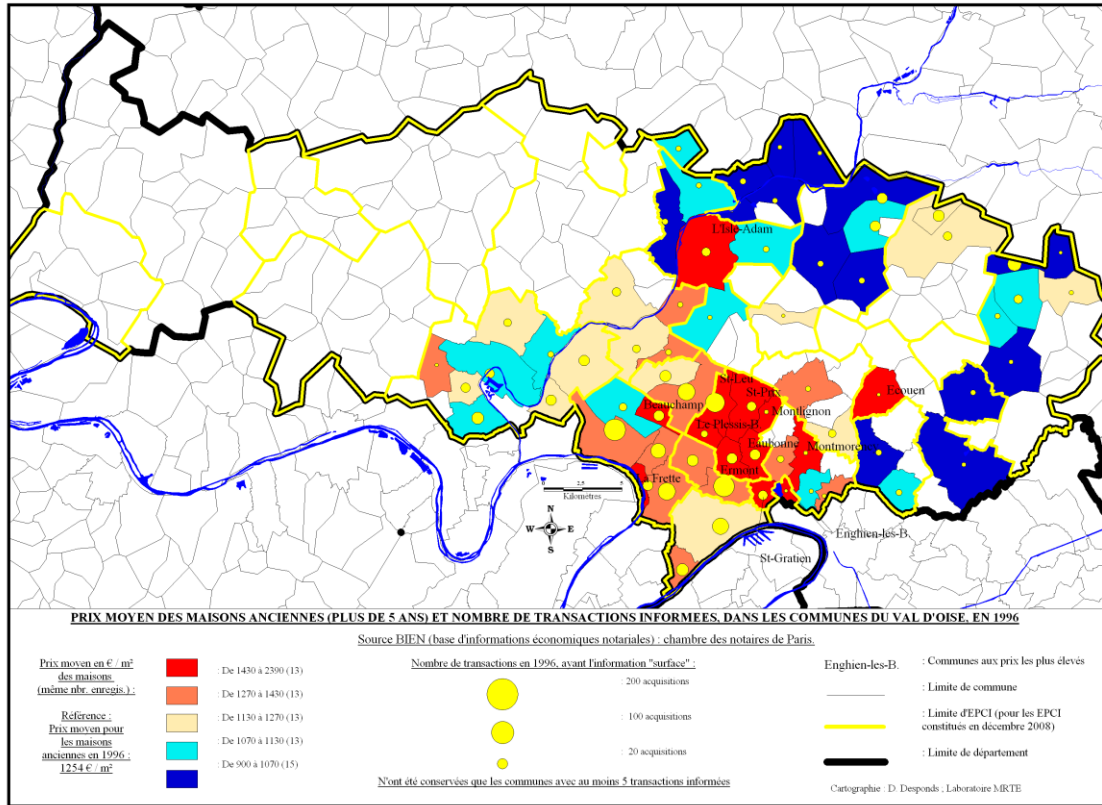 L'Isle-Adam
St-Leu
St-Prix
Ecouen
Beauchamp
Montlignon
Le Plessis-B
Eaubonne
Ermont
Frette
0
2,5
5
Kilomètres
N
W
E
S
Enghien-les-B.
St-Gratien
PRIX MOYEN DES MAISONS ANCIENNES (PLUS DE 5 ANS) ET NOMBRE DE TRANSACTIONS INFORMEES, DANS LES COMMUNES DU VAL D'OISE, EN 1996
Source BIEN (base d'informations économiques notariales) : chambre des notaires de Paris.
Prix moyen en € / m²
des maisons
(même nbr. enregis.) :
Référence :
Prix moyen pour
les maisons
anciennes en 1996 :
1254 € / m²
: De 1430 à 2390 (13)
: De 1270 à 1430 (13)
: De 1130 à 1270 (13)
: De 1070 à 1130 (13)
: De 900 à 1070 (15)
Nombre de transactions en 1996, ayant l'information "surface" :
: 200 acquisitions
: 100 acquisitions
: 20 acquisitions
N'ont été conservées que les communes avec au moins 5 transactions informées
Enghien-les-B.
: Communes aux prix les plus élevés
: Limite de commune
: Limite d'EPCI (pour les EPCI
constitués en décembre 2008)
: Limite de département
Cartographie : D. Desponds ; Laboratoire MRTE